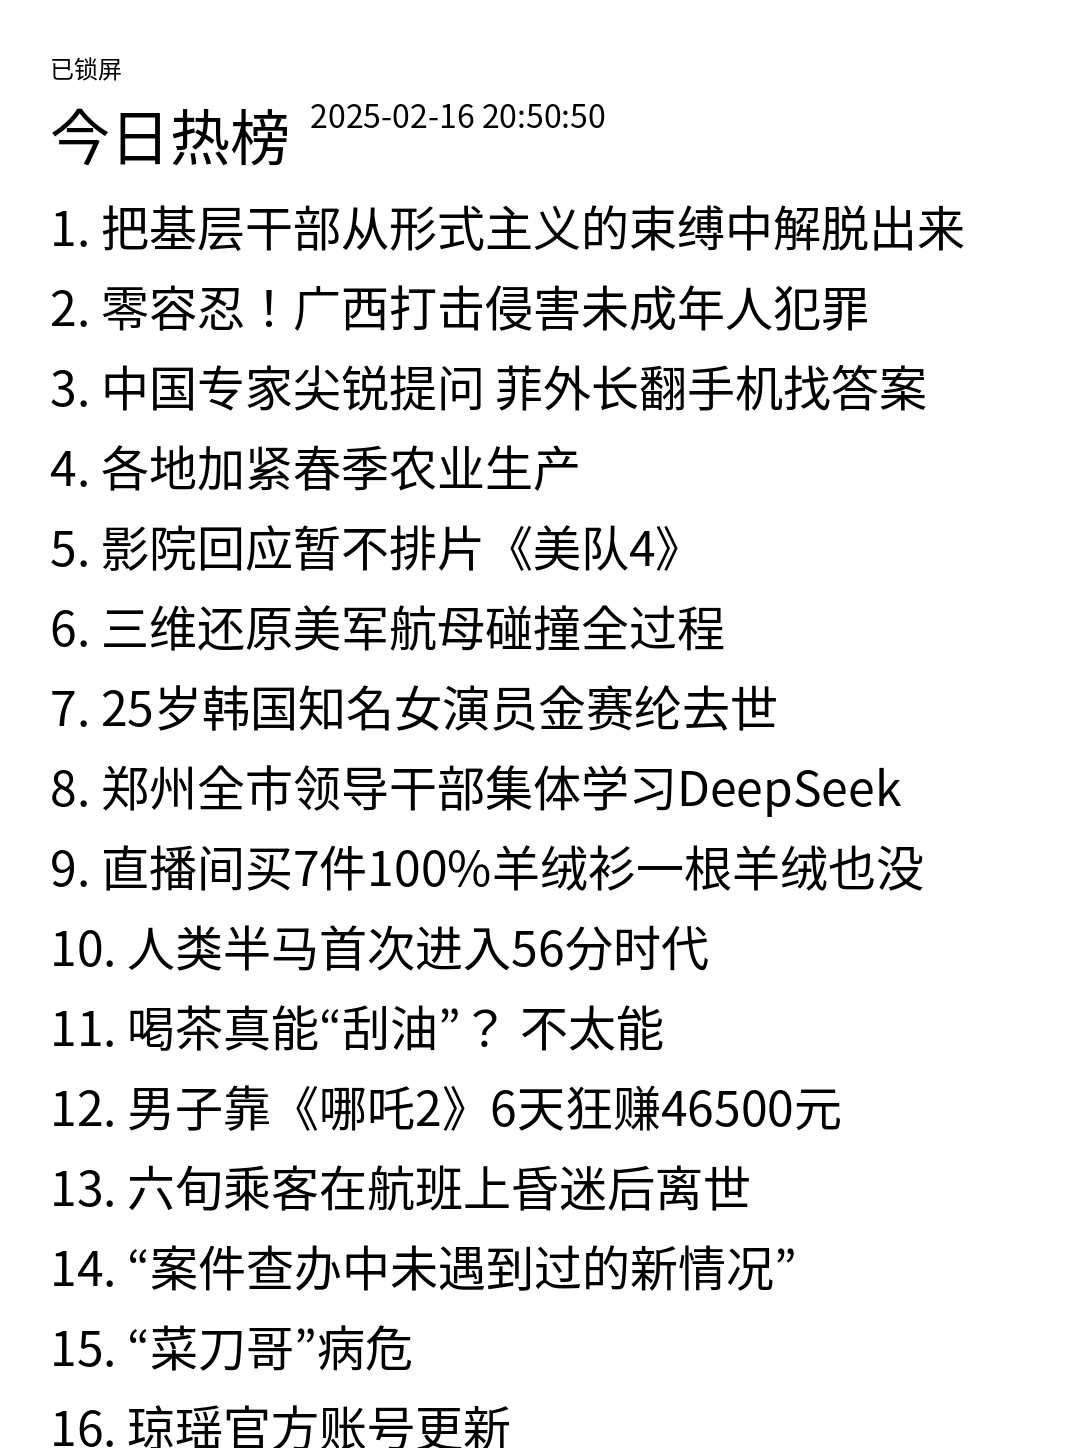 已锁屏
今日热榜 2025-02-16 20:50:50
1. 把基层干部从形式主义的束缚中解脱出来
2. 零容忍！广西打击侵害未成年人犯罪
3. 中国专家尖锐提问 菲外长翻手机找答案
4. 各地加紧春季农业生产
5. 影院回应暂不排片《美队4》
6. 三维还原美军航母碰撞全过程
7. 25岁韩国知名女演员金赛纶去世
8. 郑州全市领导干部集体学习DeepSeek
9. 直播间买7件100%羊绒衫一根羊绒也没
10. 人类半马首次进入56分时代
11. 喝茶真能“刮油”？ 不太能
12. 男子靠《哪吒2》6天狂赚46500元
13. 六旬乘客在航班上昏迷后离世
14. “案件查办中未遇到过的新情况”
15. “菜刀哥”病危
16. 琼瑶官方账号更新